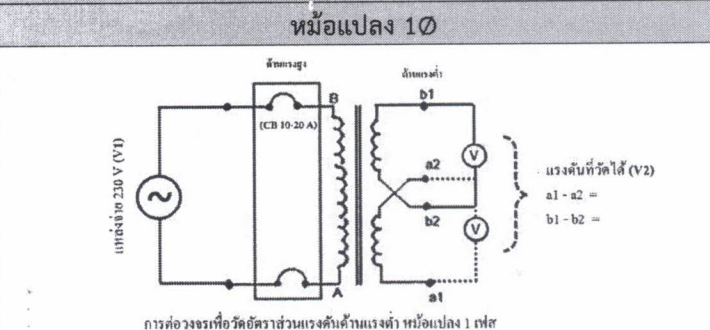 หม้อแปลง 1Ø
ด้านแรงสูง
ด้านแรงต่ำ
B
b1
(CB 10-20 A)
แหล่งจ่าย 230 V (V1)
V
a2
แรงดันที่วัดได้ (V2)
a1 - a2 =
b2
b1 - b2 =
V
A
a1
การต่อวงจรเพื่อวัดอัตราส่วนแรงดันด้านแรงต่ำ หม้อแปลง 1 เฟส